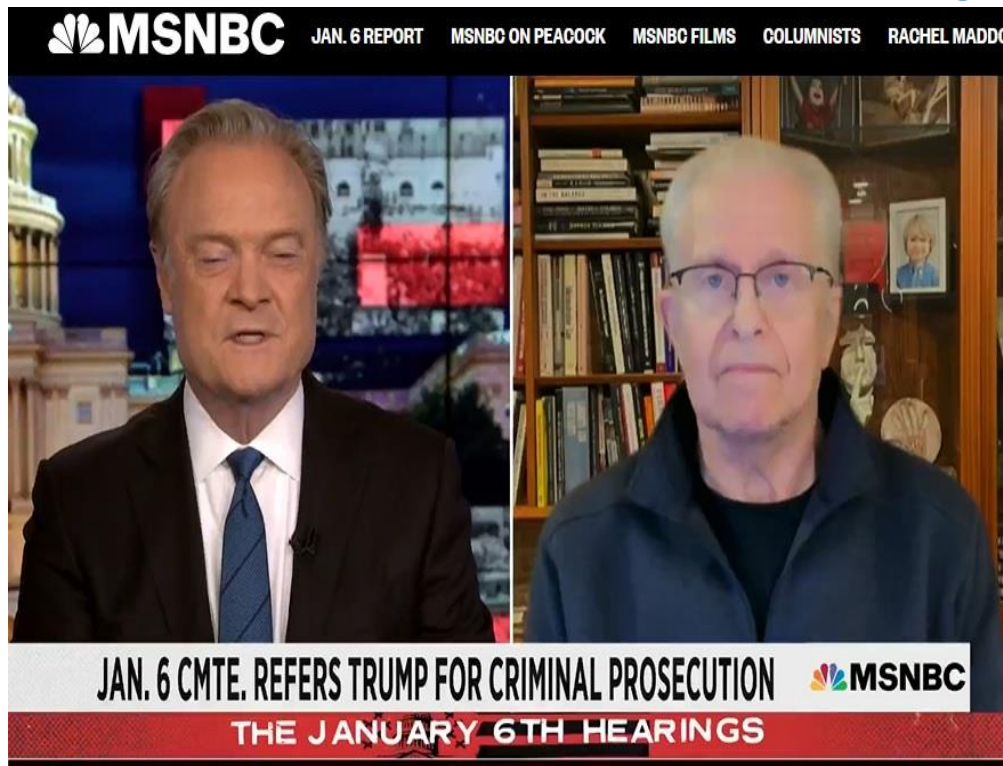 MSNBC JAN. 6 REPORT MSNBC ON PEACOCK MSNBC FILMS COLUMNISTS RACHEL MADDO
JAN. 6 CMTE. REFERS TRUMP FOR CRIMINAL PROSECUTION MSNBC
THE JANUARY 6TH HEARINGS